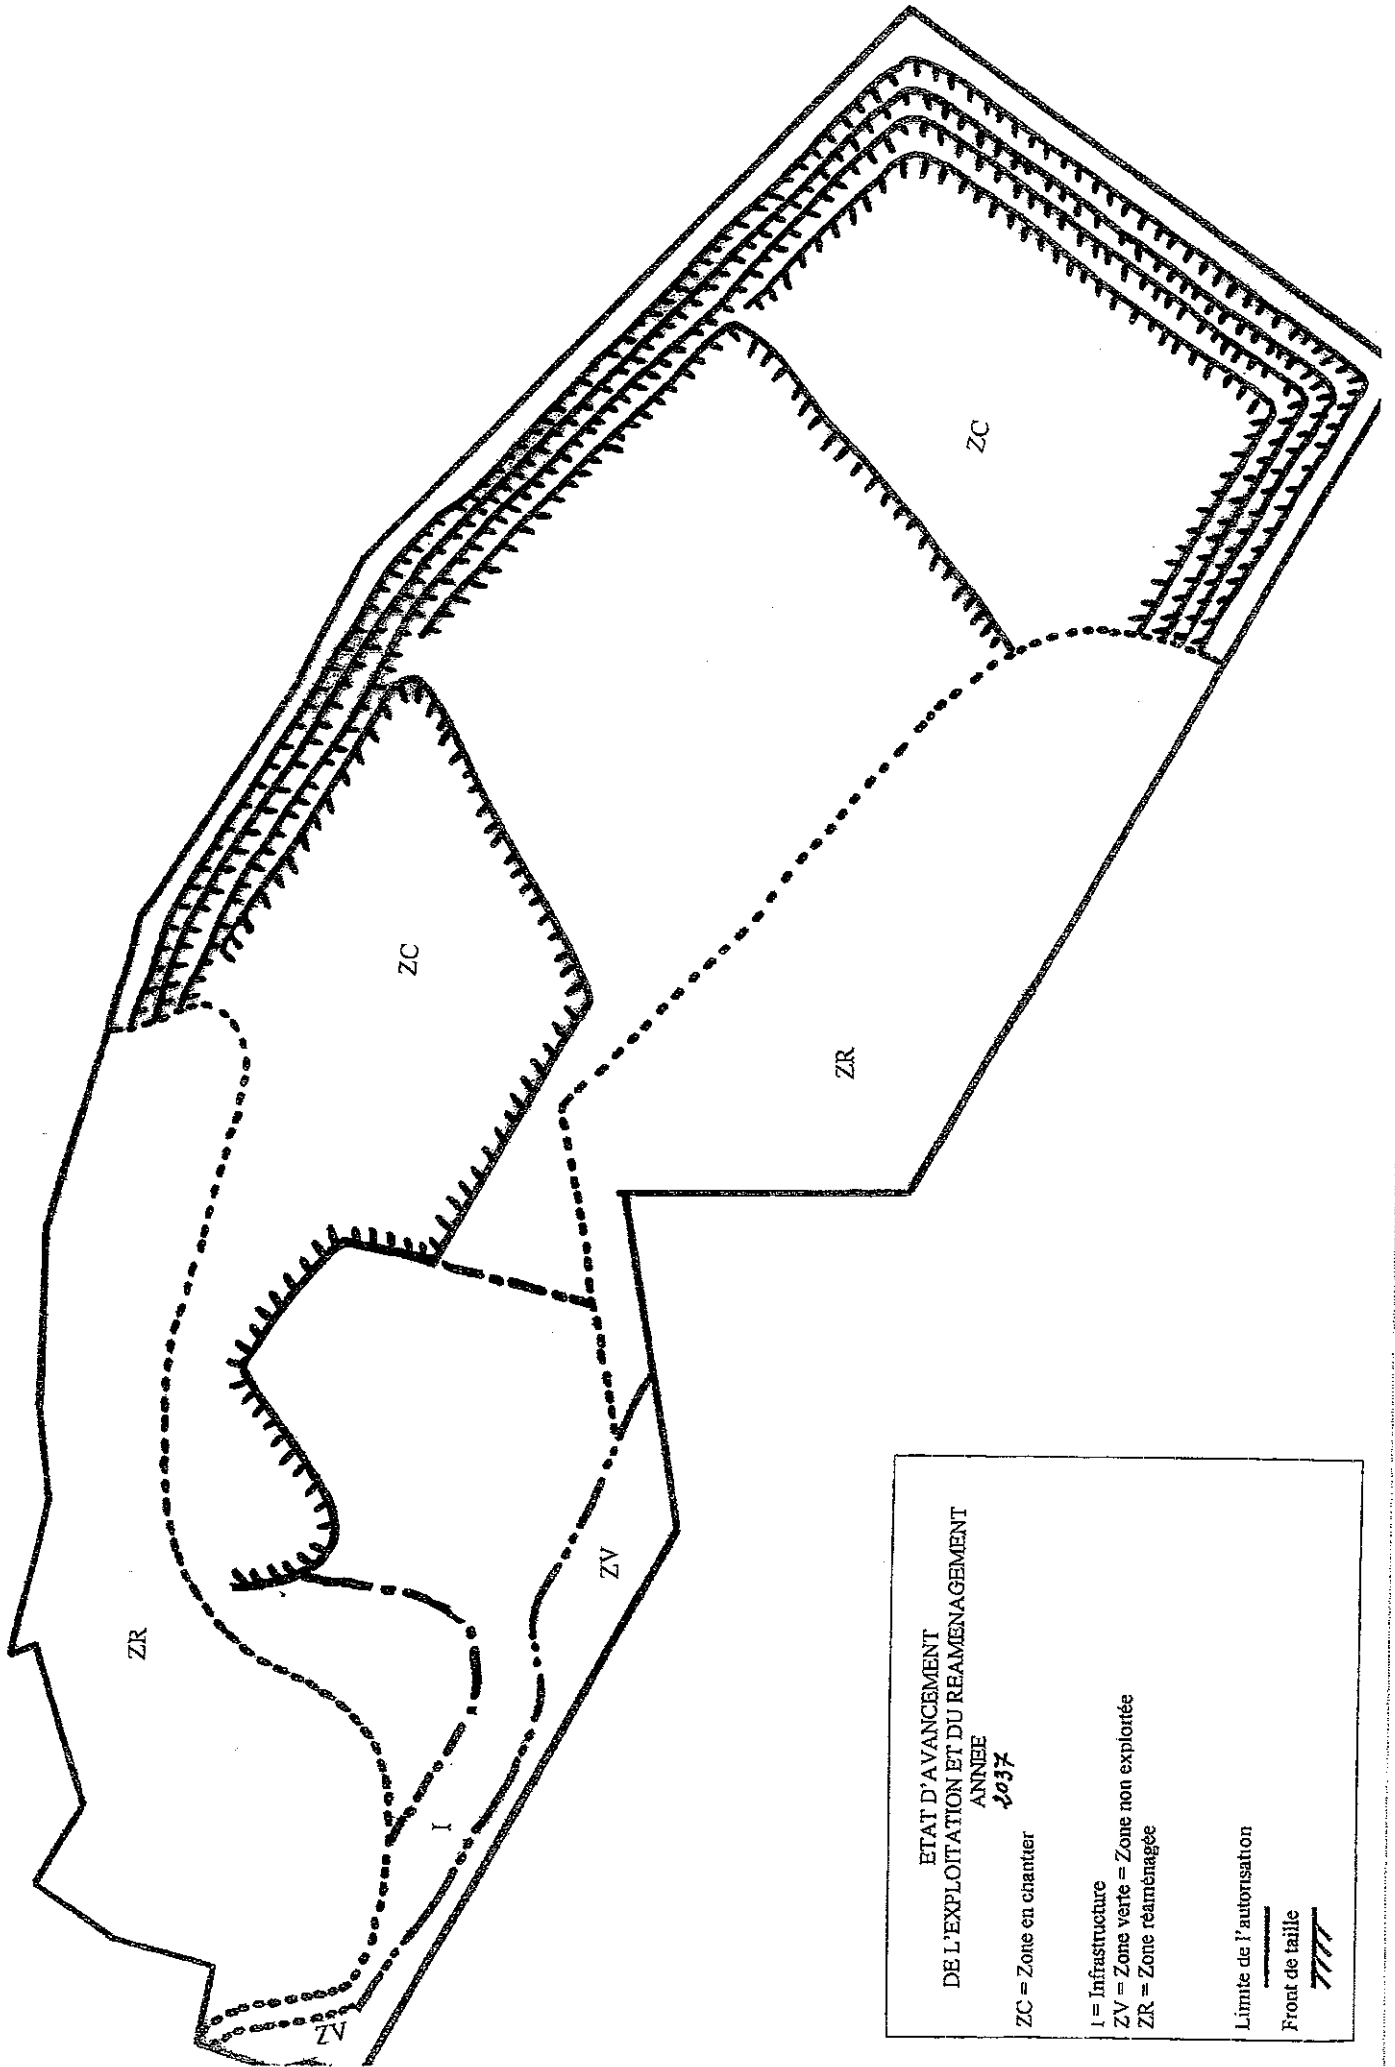 ZR
ZV
I
ZV
ZC
ZR
ZC
ETAT D'AVANCEMENT
DE L'EXPLOITATION ET DU REAMENAGEMENT
ANNEE
2037
ZC = Zone en chantier
I = Infrastructure
ZV = Zone verte = Zone non exploitée
ZR = Zone réaménagée
Limite de l'autorisation
Front de taille